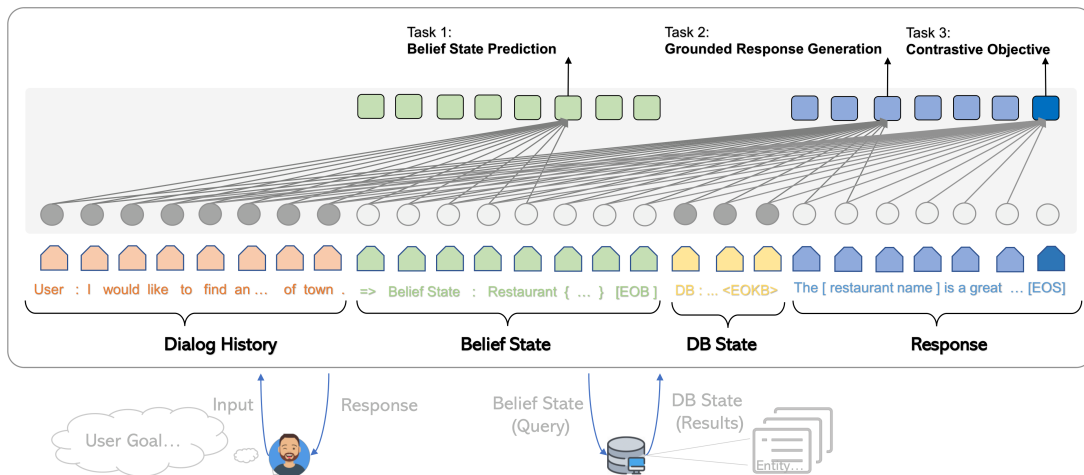 Task 1:
Belief State Prediction
Task 2:
Grounded Response Generation
Task 3:
Contrastive Objective
User : I would like to find an ... of town .
=> Belief State : Restaurant { ... } [EOB ]
DB : ... <EOKB>
The [ restaurant name ] is a great ... [EOS]
Dialog History
Belief State
DB State
Response
Input
Response
Belief State
(Query)
DB State
(Results)
User Goal...
Entity...